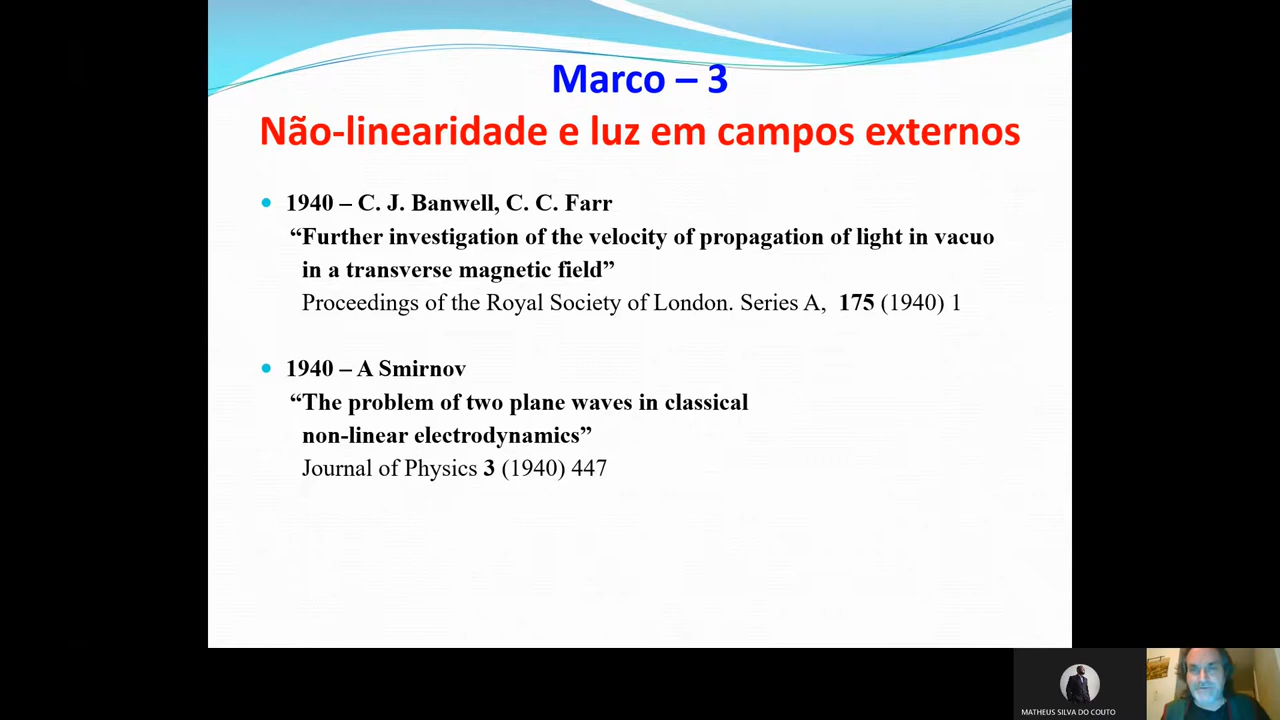 Marco – 3
Não-linearidade e luz em campos externos
1940 – C. J. Banwell, C. C. Farr
“Further investigation of the velocity of propagation of light in vacuo
in a transverse magnetic field”
Proceedings of the Royal Society of London. Series A, 175 (1940) 1
1940 – A Smirnov
“The problem of two plane waves in classical
non-linear electrodynamics”
Journal of Physics 3 (1940) 447
MATHEUS SILVA DO COUTO